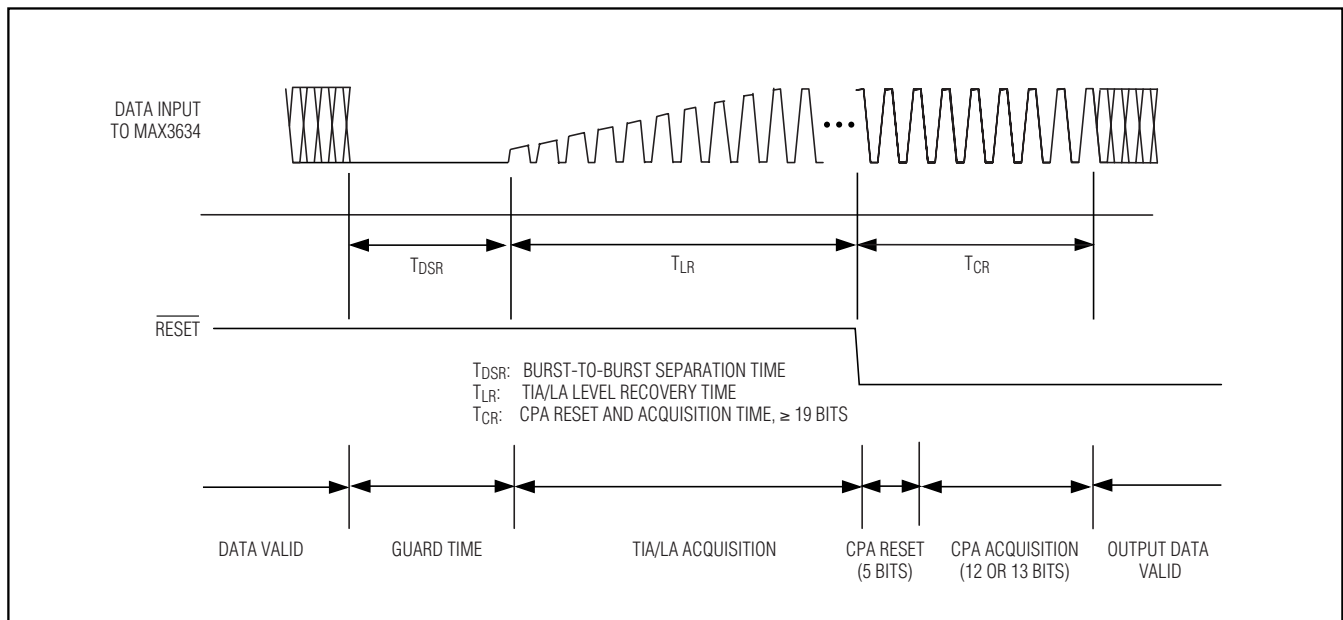 DATA INPUT
TO MAX3634
•••
TDSR
TLR
TCR
RESET
TDSR: BURST-TO-BURST SEPARATION TIME
TLR: TIA/LA LEVEL RECOVERY TIME
TCR: CPA RESET AND ACQUISITION TIME, ≥ 19 BITS
DATA VALID
GUARD TIME
TIA/LA ACQUISITION
CPA RESET
(5 BITS)
CPA ACQUISITION
(12 OR 13 BITS)
OUTPUT DATA
VALID